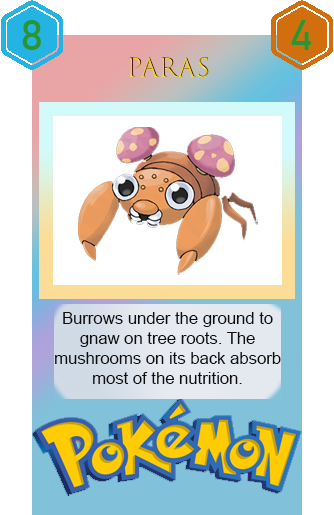 8 4
PARAS
Burrows under the ground to
gnaw on tree roots. The
mushrooms on its back absorb
most of the nutrition.
POKéMON